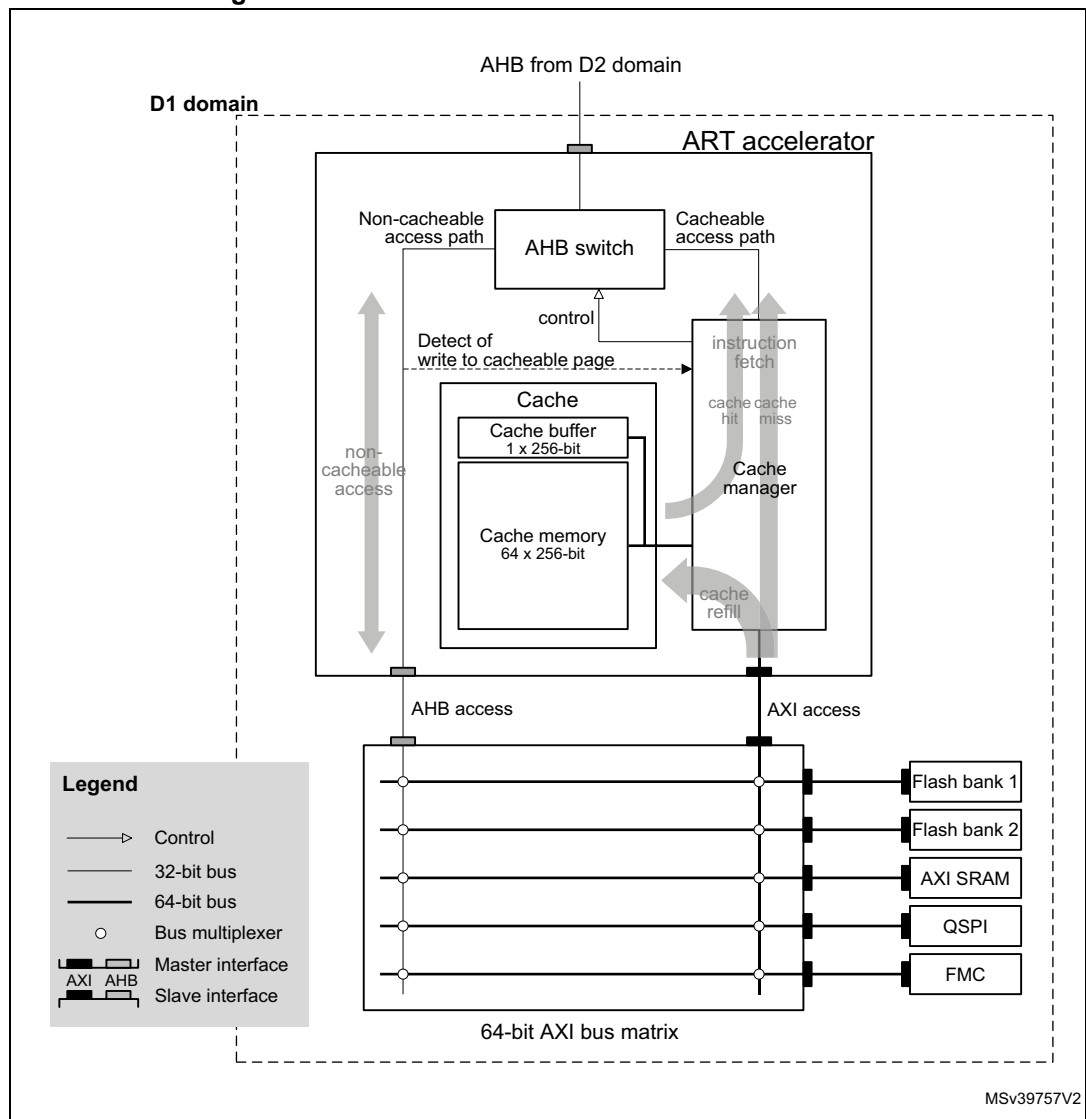 AHB from D2 domain
D1 domain
ART accelerator
Non-cacheable
access path
Cacheable
access path
AHB switch
control
Detect of
write to cacheable page
instruction
fetch
Cache
Cache buffer
1 x 256-bit
cache
hit
cache
miss
non-
cacheable
access
Cache
manager
Cache memory
64 x 256-bit
cache
refill
AHB access
AXI access
Legend
Control
32-bit bus
64-bit bus
Bus multiplexer
Master interface
AXI AHB
Slave interface
Flash bank 1
Flash bank 2
AXI SRAM
QSPI
FMC
64-bit AXI bus matrix
MSv39757V2